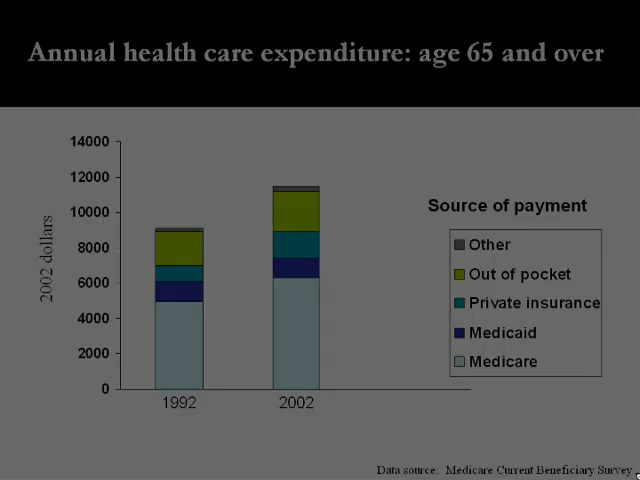 Annual health care expenditure: age 65 and over
14000
12000
10000
8000
6000
4000
2000
0
2002 dollars
1992
2002
Source of payment
Other
Out of pocket
Private insurance
Medicaid
Medicare
Data source: Medicare Current Beneficiary Survey